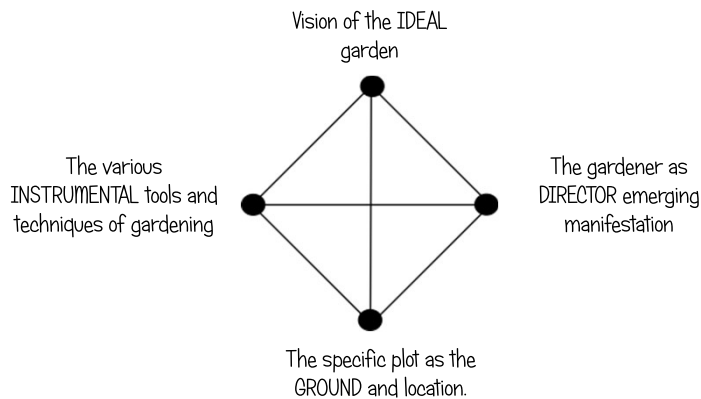 Vision of the IDEAL
garden
The various
INSTRUMENTAL tools and
techniques of gardening
The gardener as
DIRECTOR emerging
manifestation
The specific plot as the
GROUND and location.